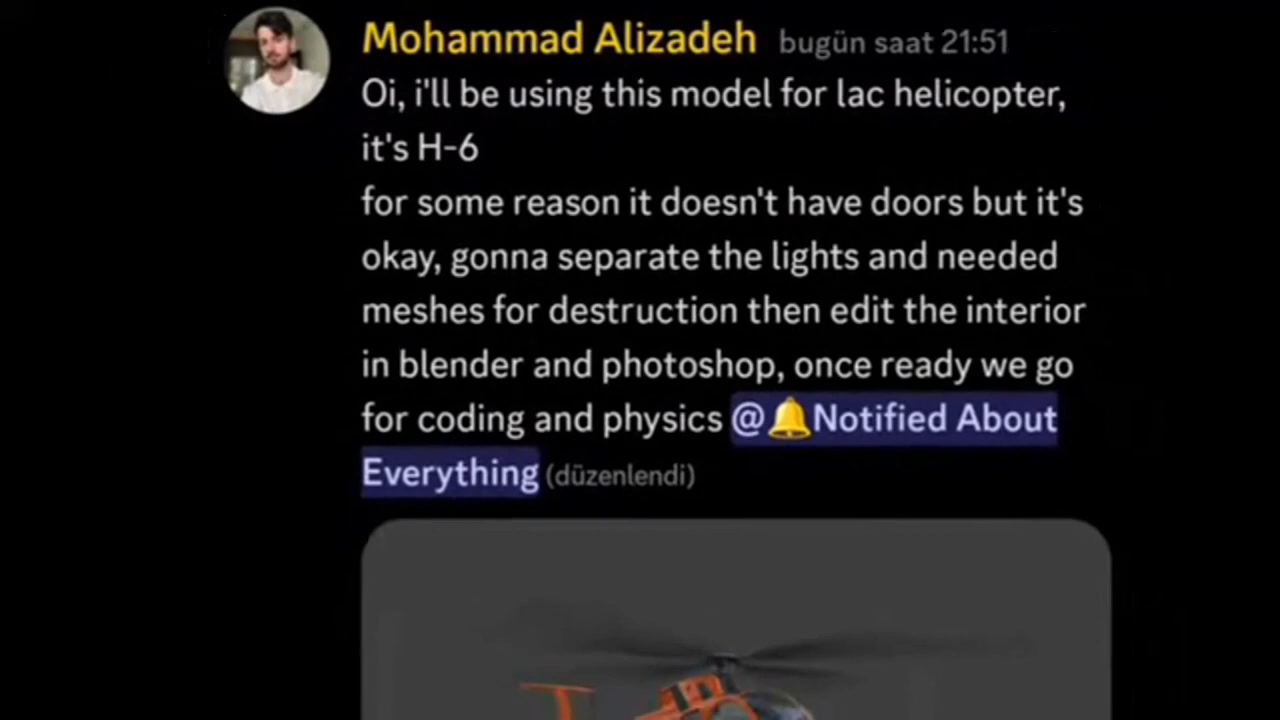 Mohammad Alizadeh bugün saat 21:51
Oi, i'll be using this model for lac helicopter,
it's H-6
for some reason it doesn't have doors but it's
okay, gonna separate the lights and needed
meshes for destruction then edit the interior
in blender and photoshop, once ready we go
for coding and physics @🔔Notified About
Everything (düzenlendi)